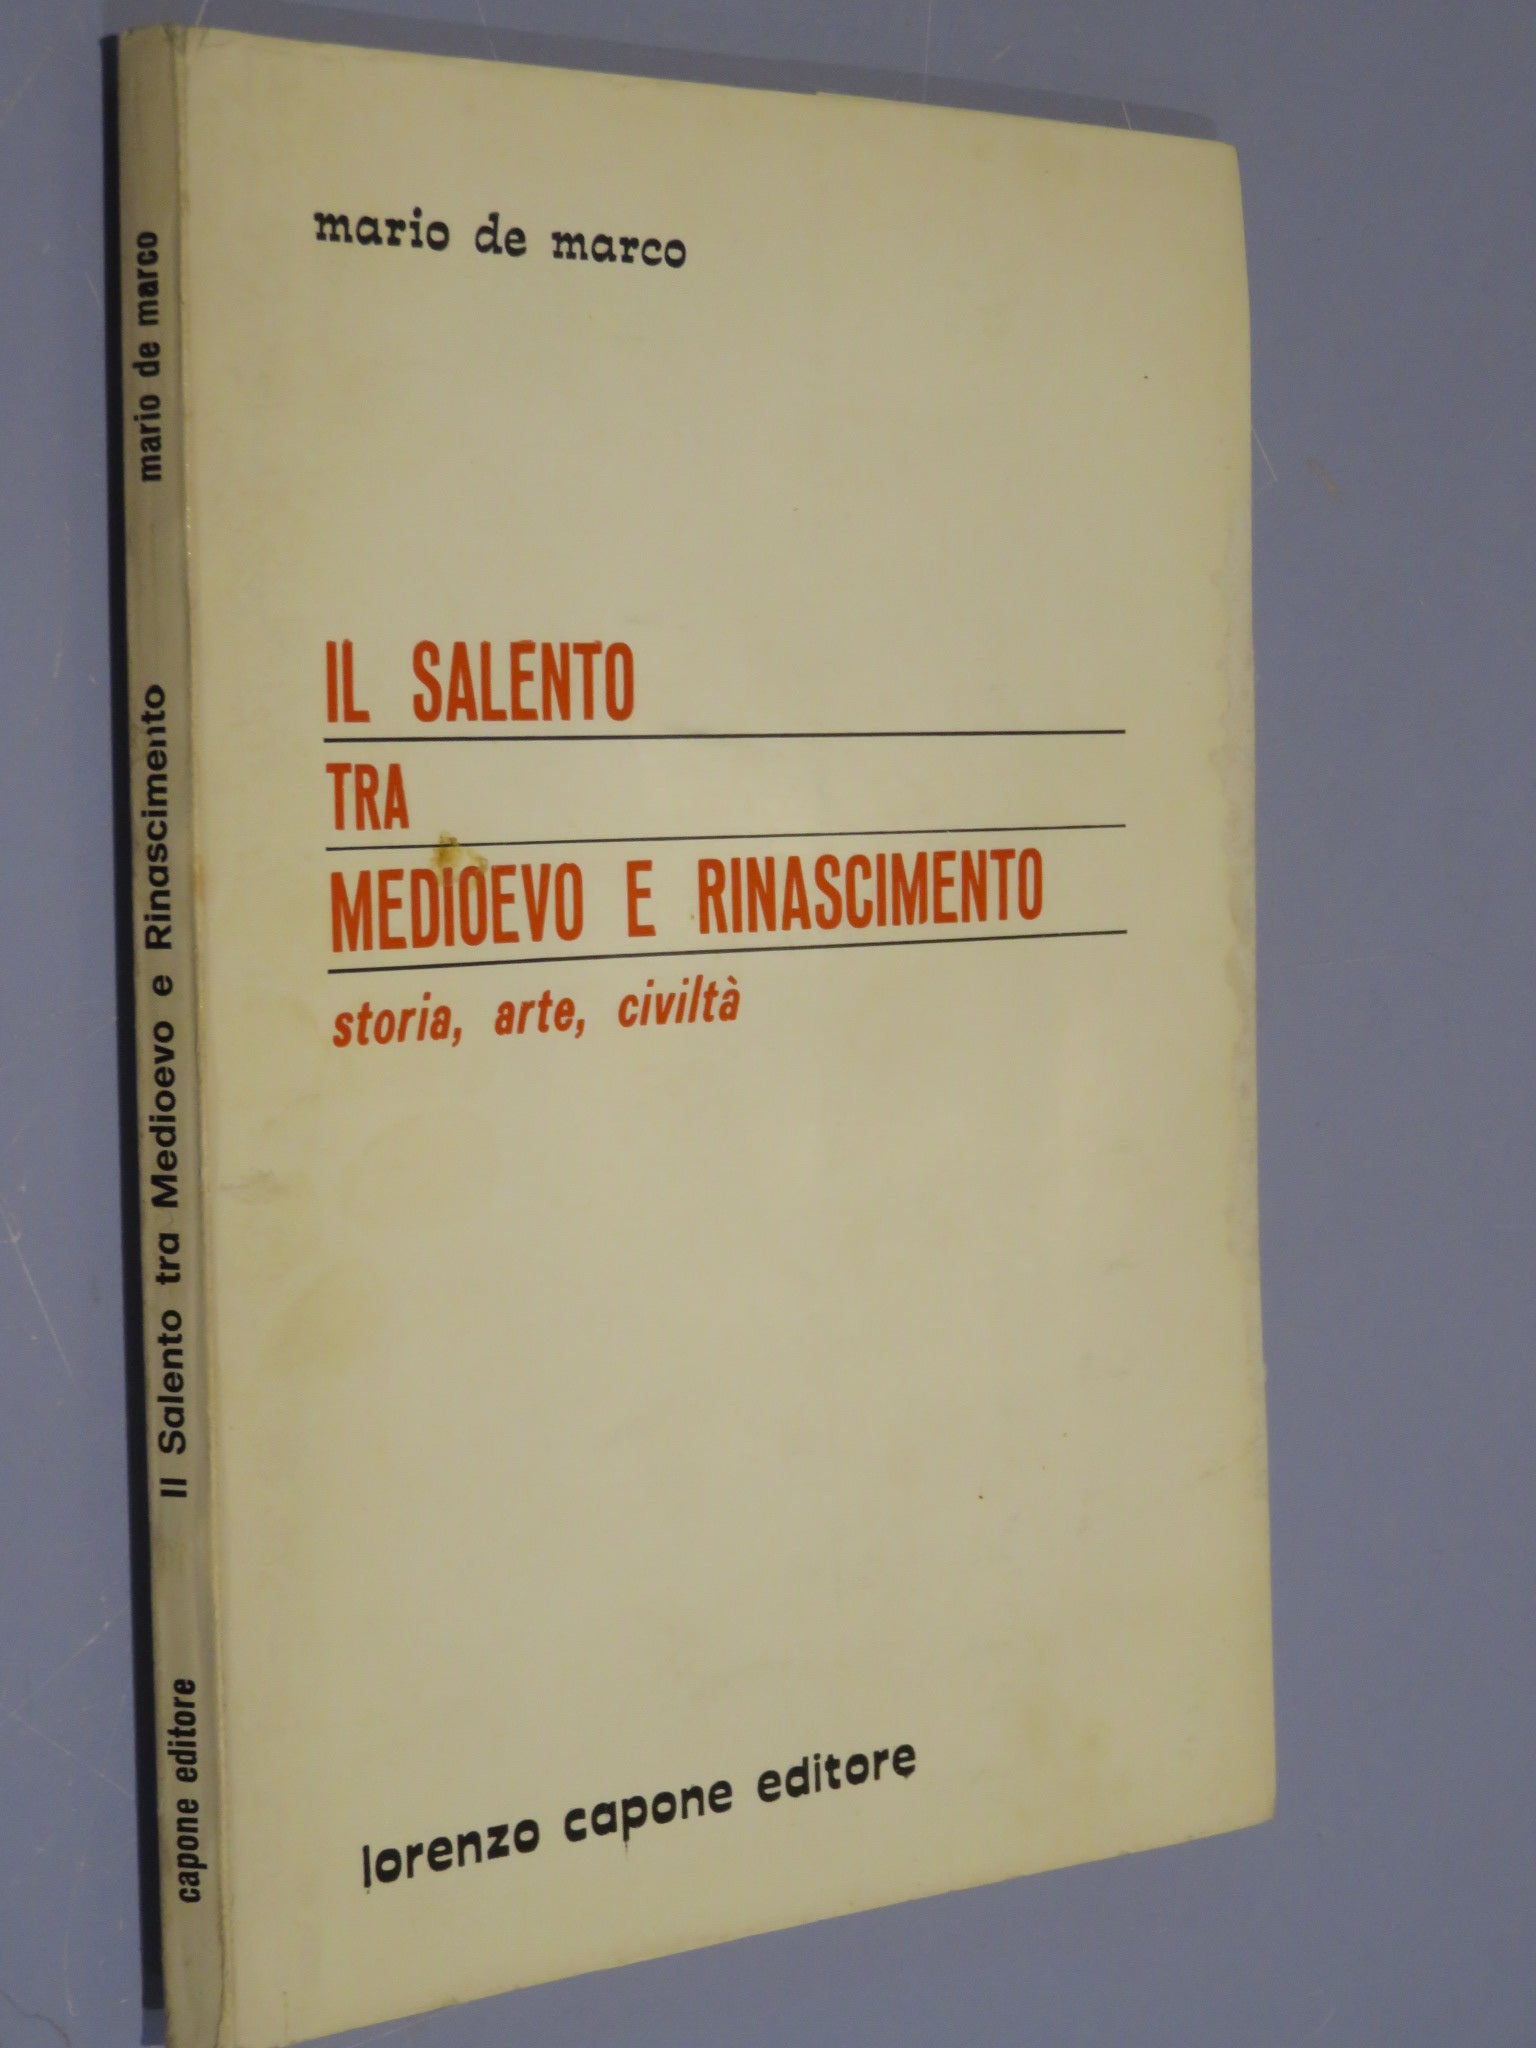 mario de marco
IL SALENTO
TRA
MEDIOEVO E RINASCIMENTO
storia, arte, civiltà
lorenzo capone editore
capone editore Il Salento tra Medioevo e Rinascimento mario de marco